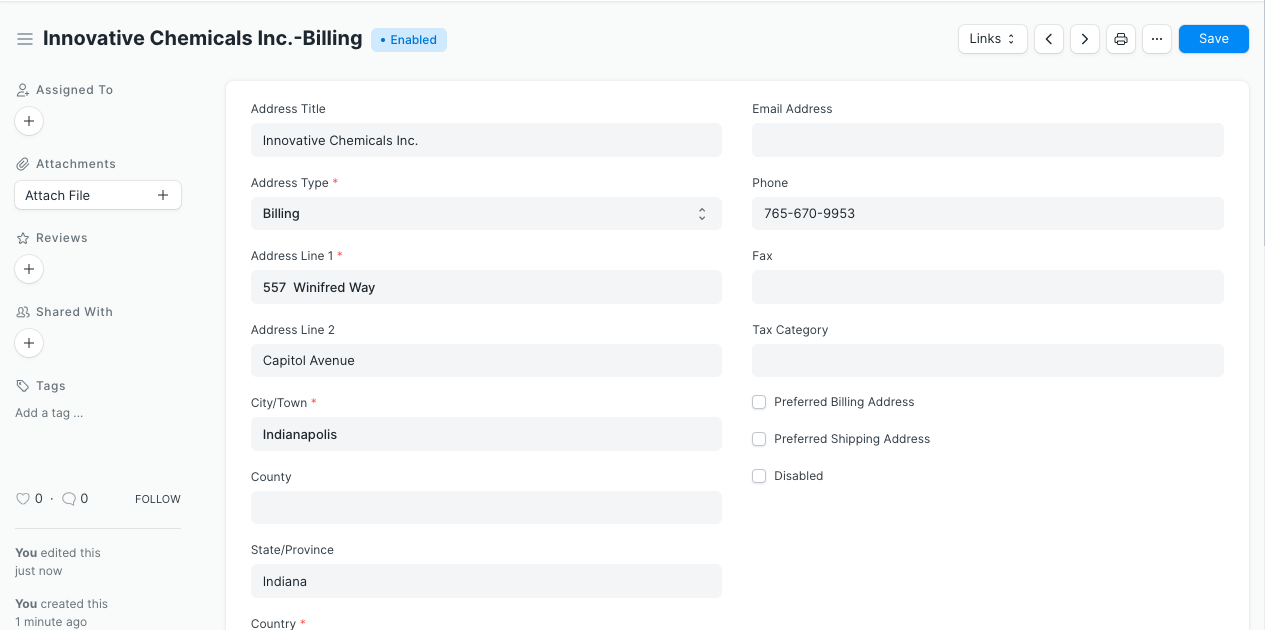 Innovative Chemicals Inc.-Billing • Enabled Links ... Save
Assigned To
+
Attachments
Attach File +
Reviews
+
Shared With
+
Tags
Add a tag ...
0 · 0 FOLLOW
You edited this
just now
You created this
1 minute ago
Address Title
Innovative Chemicals Inc.
Address Type *
Billing
Address Line 1 *
557  Winifred Way
Address Line 2
Capitol Avenue
City/Town *
Indianapolis
County
State/Province
Indiana
Country *
Email Address
Phone
765-670-9953
Fax
Tax Category
Preferred Billing Address
Preferred Shipping Address
Disabled